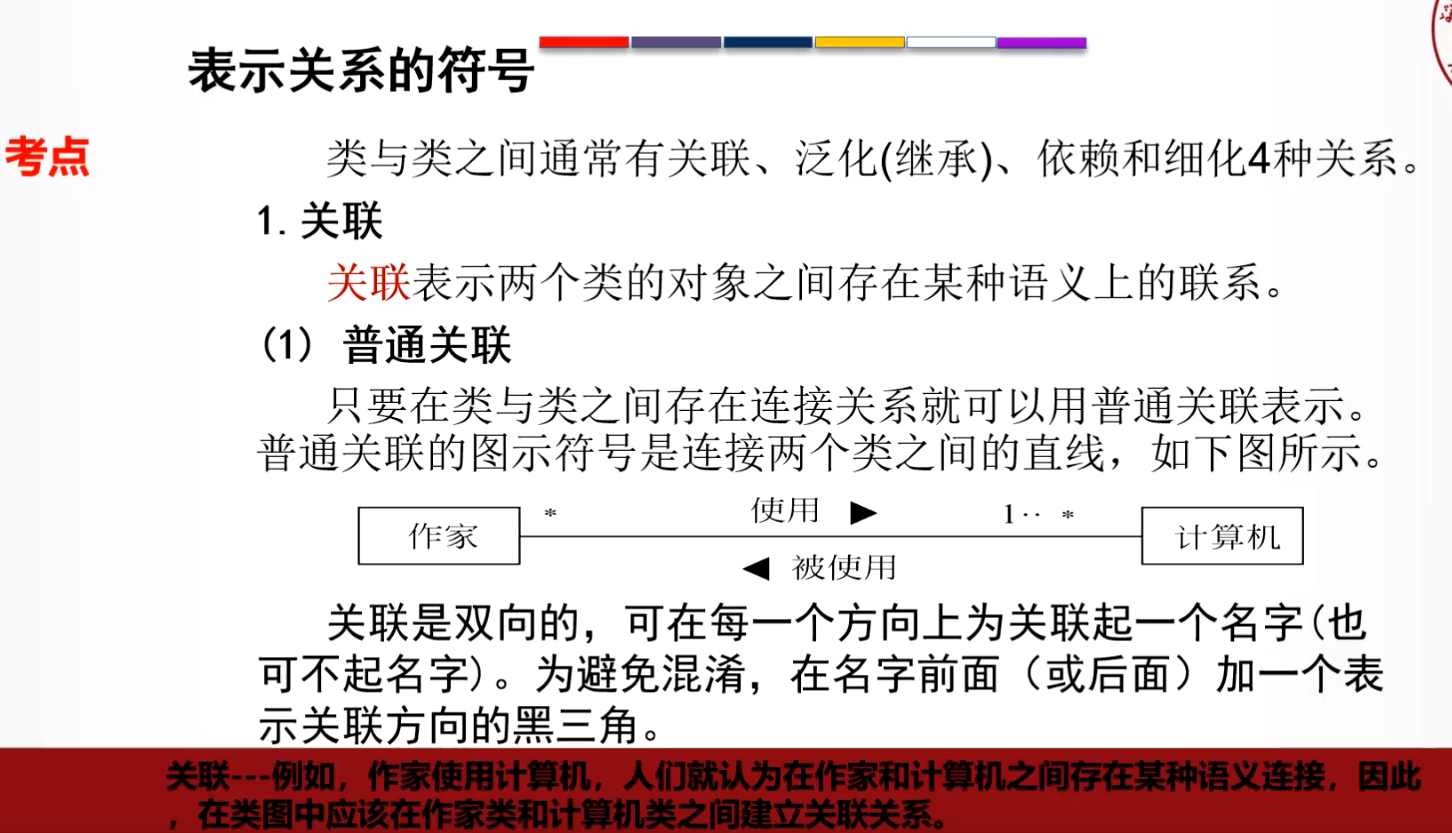 表示关系的符号
考点
类与类之间通常有关联、泛化(继承)、依赖和细化4种关系。
1. 关联
关联表示两个类的对象之间存在某种语义上的联系。
(1) 普通关联
只要在类与类之间存在连接关系就可以用普通关联表示。
普通关联的图示符号是连接两个类之间的直线，如下图所示。
作家 * 使用 ▶ 1·· * 计算机
◀ 被使用
关联是双向的，可在每一个方向上为关联起一个名字(也
可不起名字)。为避免混淆，在名字前面（或后面）加一个表
示关联方向的黑三角。
关联---例如，作家使用计算机，人们就认为在作家和计算机之间存在某种语义连接，因此
，在类图中应该在作家类和计算机类之间建立关联关系。